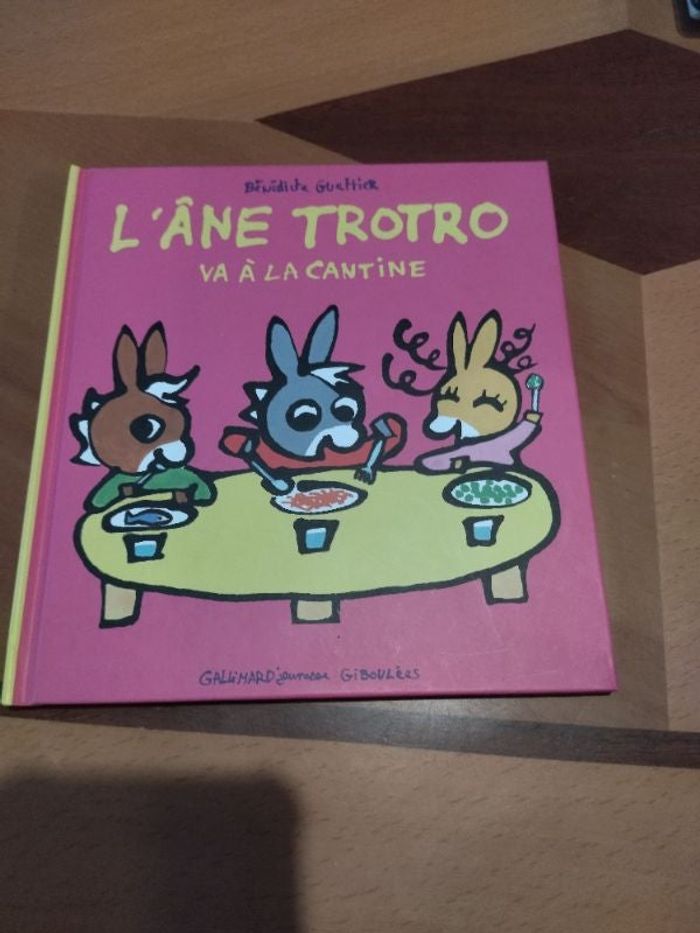 Bénédicte Guettier
L'ÂNE TROTRO
VA À LA CANTINE
GALLIMARD jeunesse GIBOULÉES